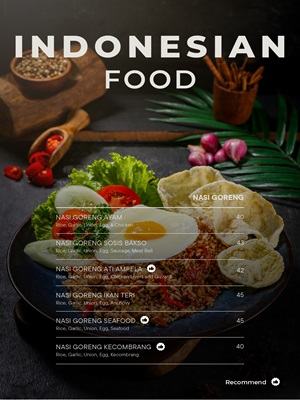 INDONESIAN
FOOD
NASI GORENG
NASI GORENG AYAM 40
Rice, Garlic, Union, Egg, & Chicken
NASI GORENG SOSIS BAKSO 43
Rice, Garlic, Union, Egg, Sausage, Meat Ball
NASI GORENG ATI AMPELA 42
Rice, Garlic, Union, Egg, Chicken Livers and Gizzard
NASI GORENG IKAN TERI 45
Rice, Garlic, Union, Egg, Anchovy
NASI GORENG SEAFOOD 45
Rice, Garlic, Union, Egg, Seafood
NASI GORENG KECOMBRANG 40
Rice, Garlic, Union, Egg, Kecombrang
Recommend